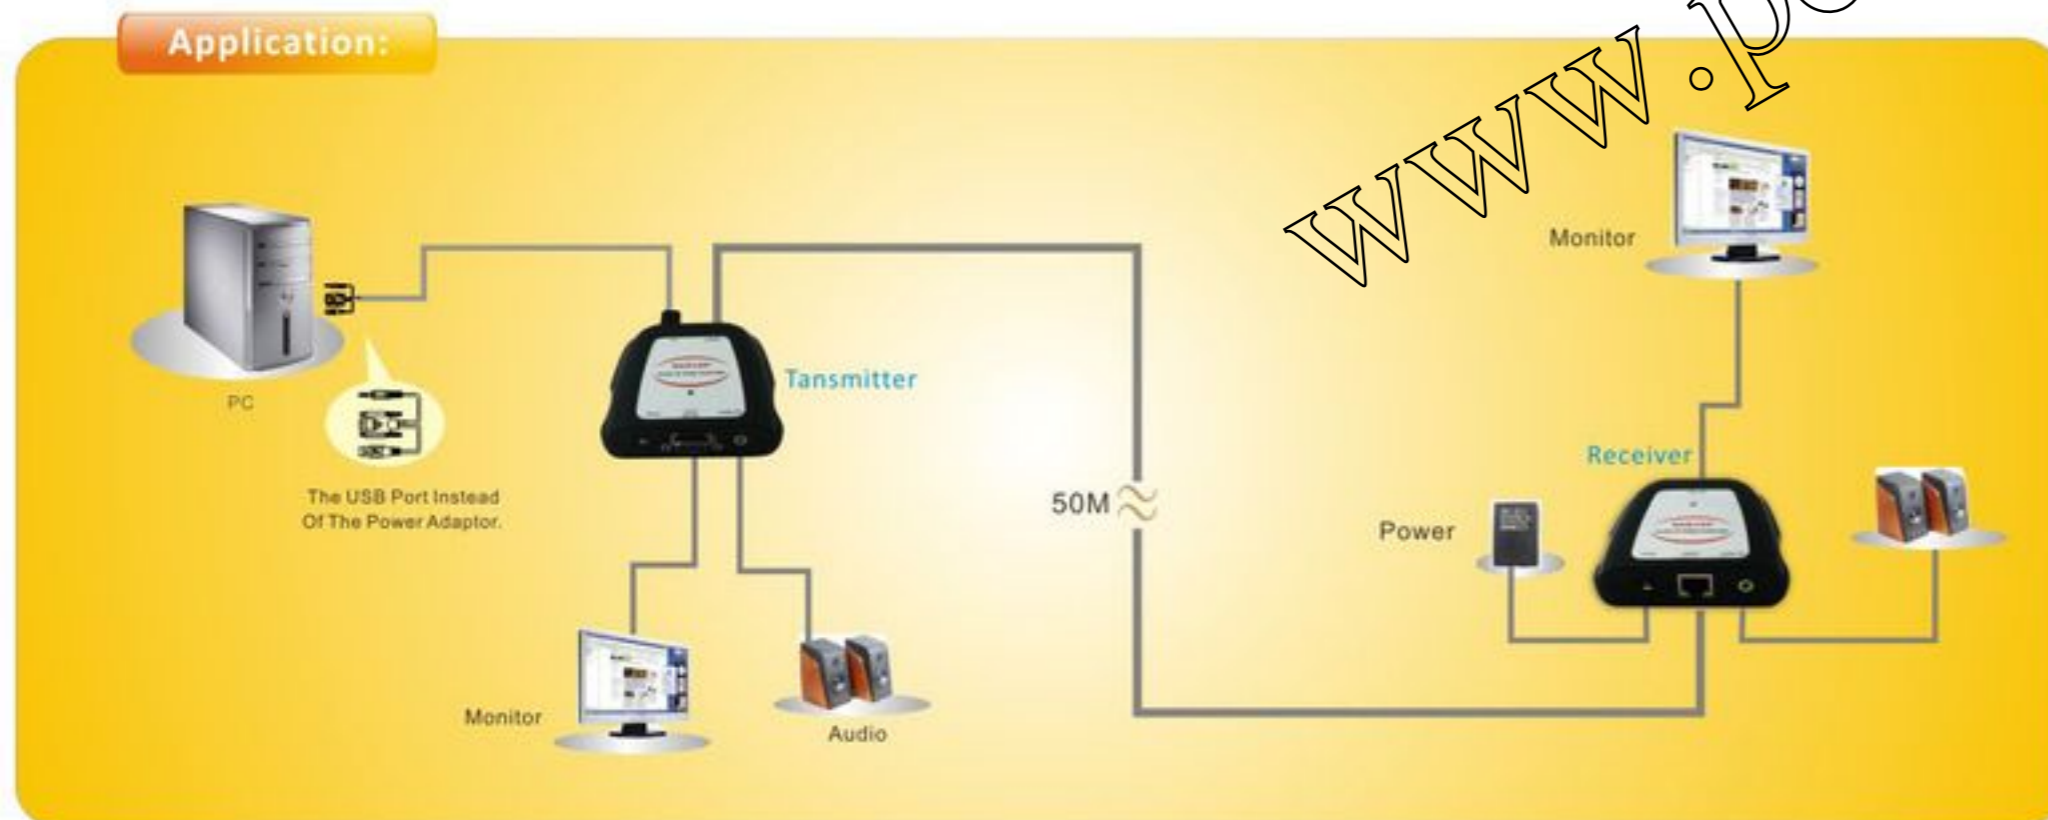 Application:
www.p
Monitor
PC
Tansmitter
The USB Port Instead
Of The Power Adaptor.
50M
Receiver
Power
Monitor
Audio